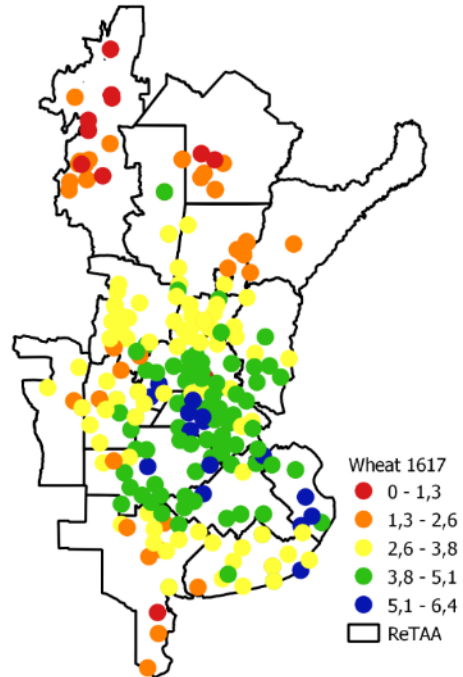 Wheat 1617
0 - 1,3
1,3 - 2,6
2,6 - 3,8
3,8 - 5,1
5,1 - 6,4
ReTAA